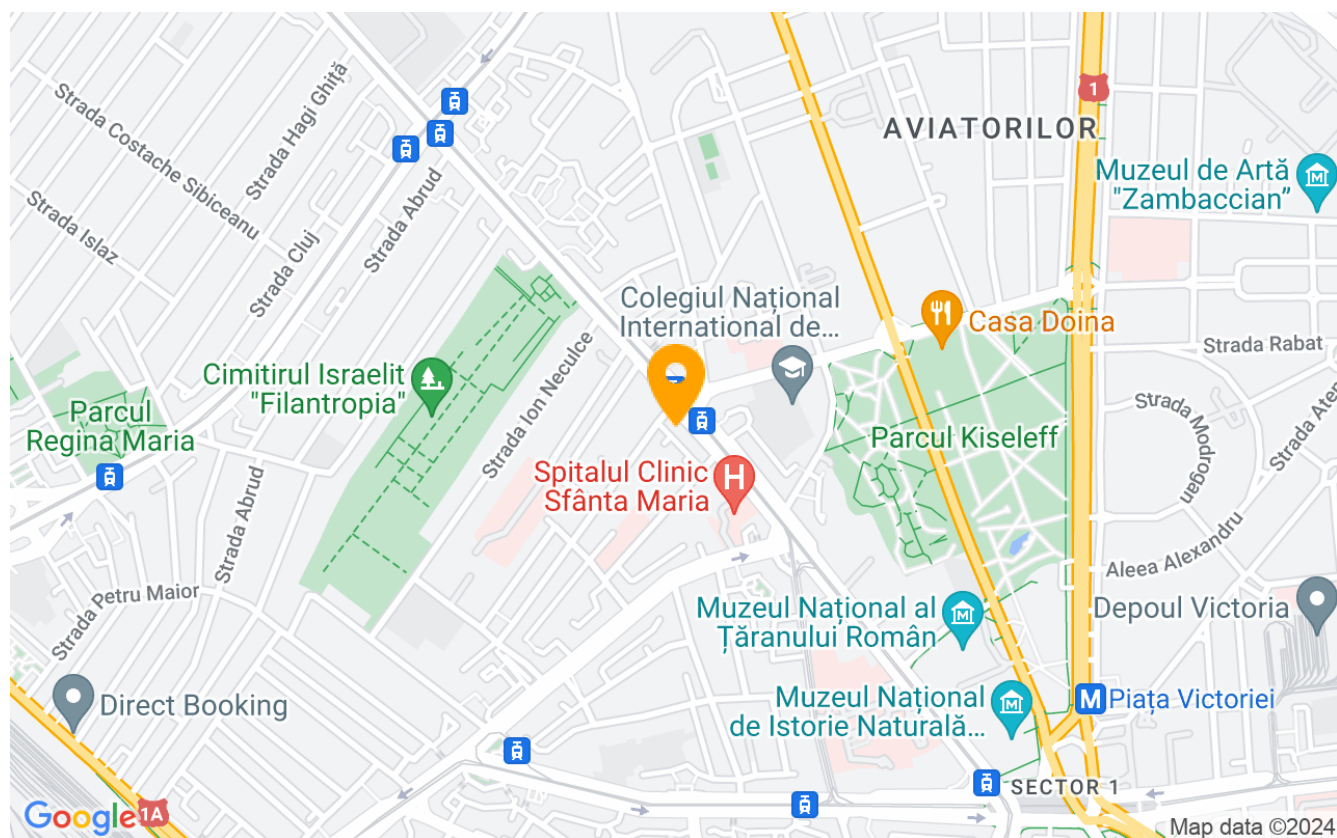 Strada Costache Sibiceanu
Strada Hagi Ghiță
1
AVIATORILOR
Muzeul de Artă
"Zambaccian”
M
Strada Islaz
Strada Cluj
Strada Abrud
Colegiul Național
Internațional de...
Casa Doina
Strada Rabat
Cimitirul Israelit
"Filantropia"
Strada Ion Neculce
Parcul
Regina Maria
Parcul Kiseleff
Strada Modrogan
Strada Aten
Spitalul Clinic
Sfânta Maria
H
Strada Abrud
Aleea Alexandru
Strada Petru Maior
Muzeul Național al
Țăranului Român
M
Depoul Victoria
Direct Booking
Muzeul Național
de Istorie Naturală...
M
M
Piața Victoriei
SECTOR 1
Google
1A
Map data ©2024